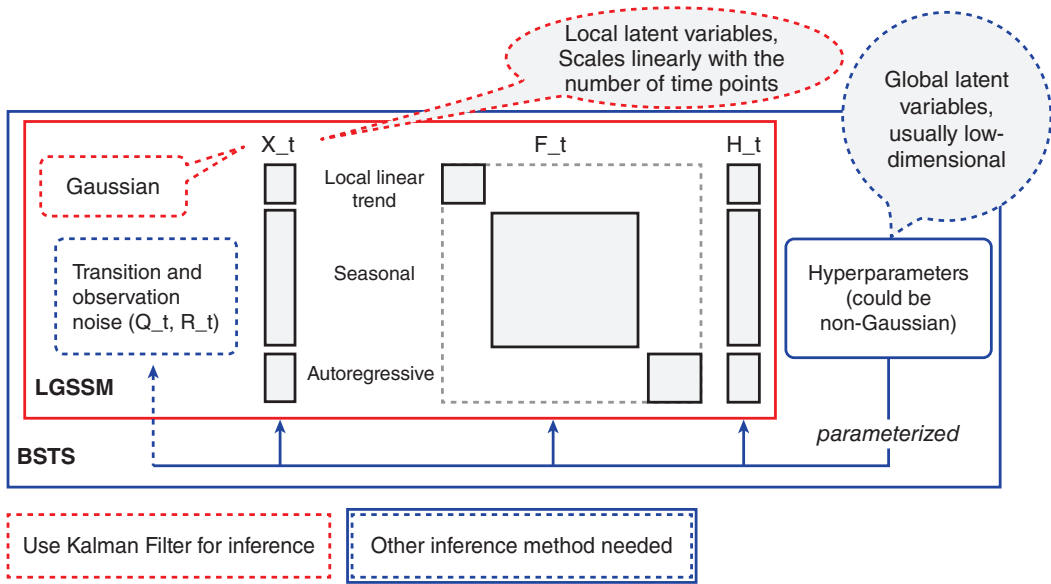 Local latent variables,
Scales linearly with the
number of time points
Global latent
variables,
usually low-
dimensional
X_t
F_t
H_t
Gaussian
Local linear
trend
Transition and
observation
noise (Q_t, R_t)
Seasonal
Hyperparameters
(could be
non-Gaussian)
Autoregressive
LGSSM
parameterized
BSTS
Use Kalman Filter for inference
Other inference method needed